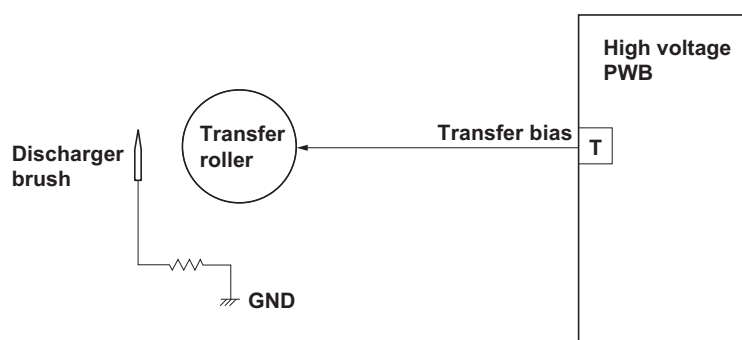 High voltage
PWB
Transfer bias
T
Transfer
roller
Discharger
brush
GND